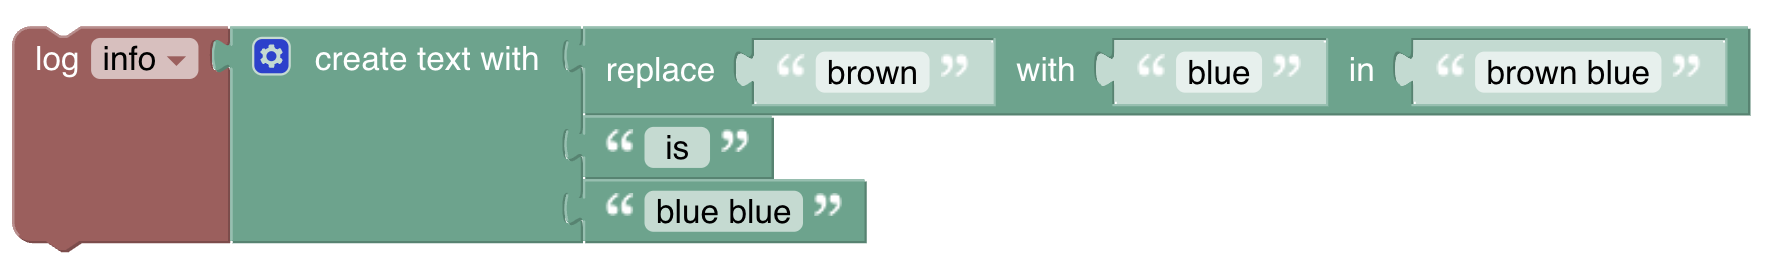 log info create text with replace “ brown ” with “ blue ” in “ brown blue ”
“ is ”
“ blue blue ”